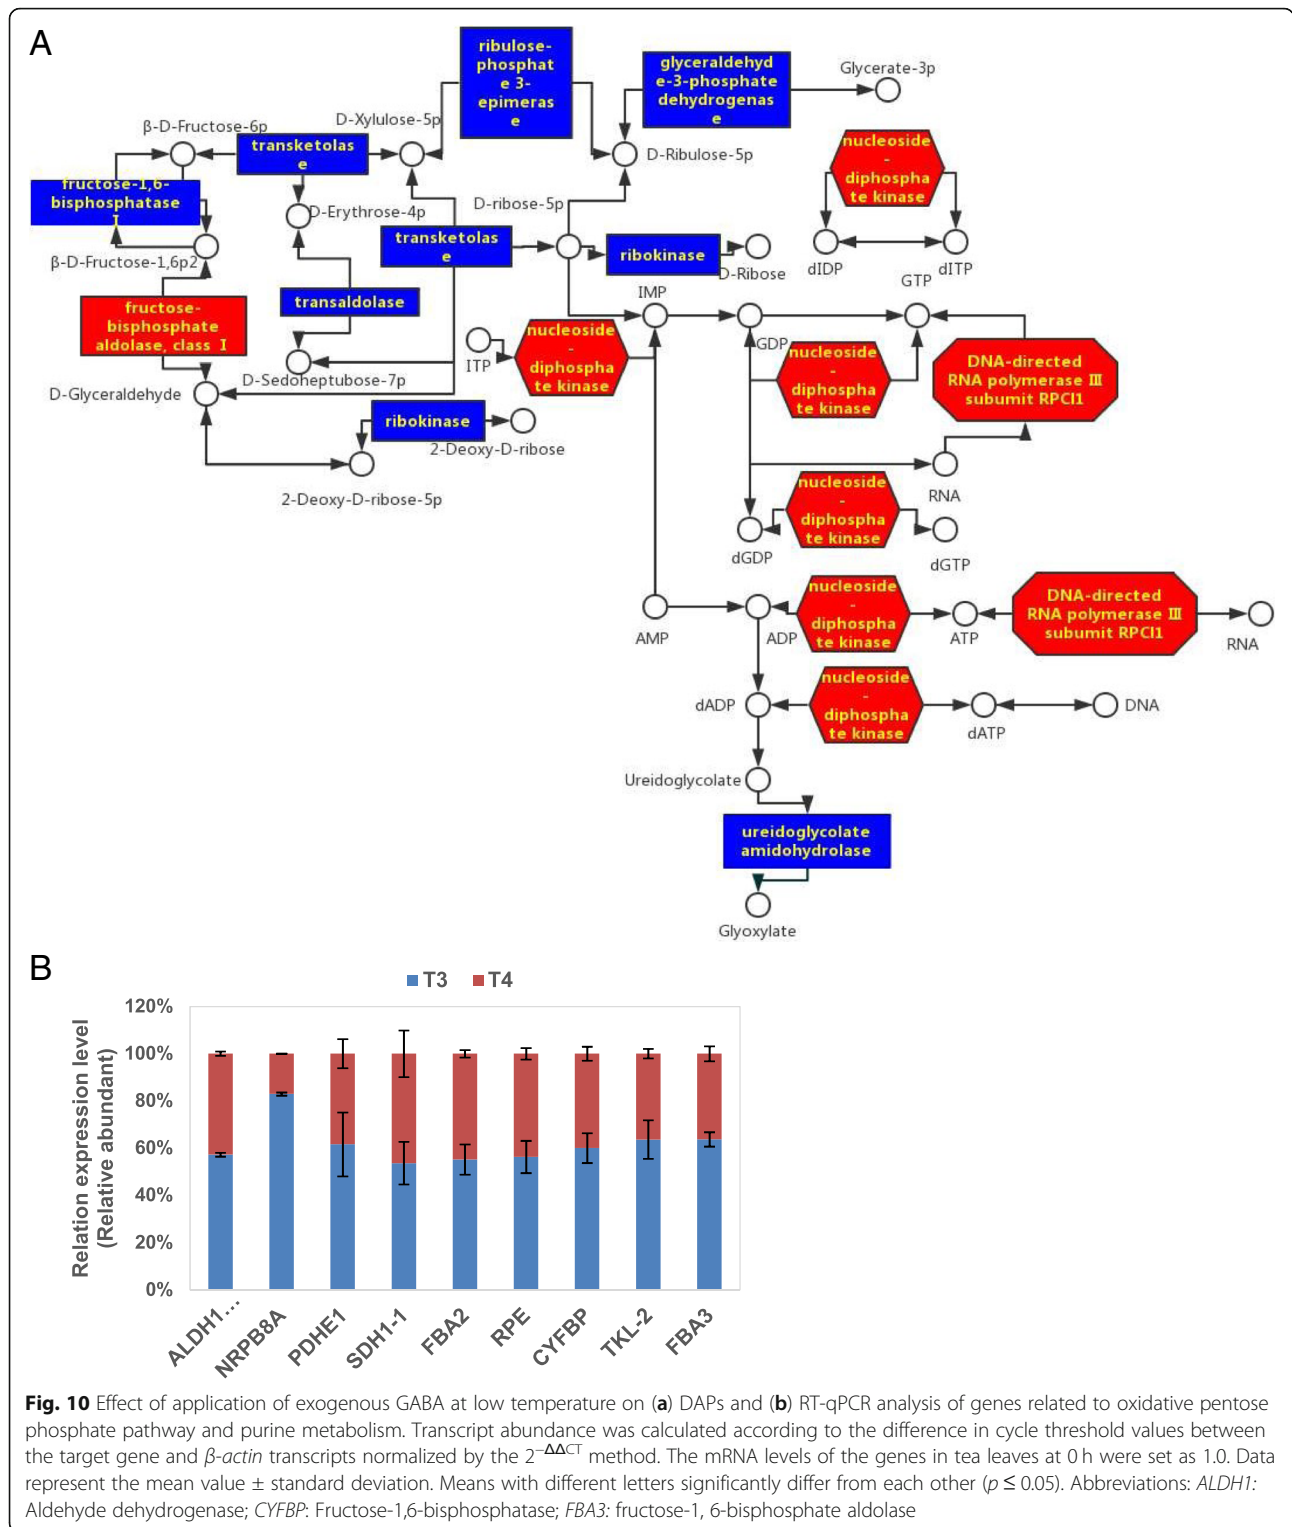 A
ribulose-
phosphat
e 3-
epimeras
e
glyceraldehyd
e-3-phosphate
dehydrogenas
e
Glycerate-3p
β-D-Fructose-6p
D-Xylulose-5p
transketolas
e
D-Ribulose-5p
nucleoside
-
diphospha
te kinase
fructose-1,6-
bisphosphatase
I
D-Erythrose-4p
D-ribose-5p
transketolas
e
ribokinase
D-Ribose
dIDP
dITP
β-D-Fructose-1,6p2
fructose-
bisphosphate
aldolase, class I
transaldolase
IMP
GTP
ITP
nucleoside
-
diphospha
te kinase
GDP
nucleoside
-
diphospha
te kinase
DNA-directed
RNA polymerase III
subumit RPCI1
D-Sedoheptubose-7p
D-Glyceraldehyde
ribokinase
2-Deoxy-D-ribose
2-Deoxy-D-ribose-5p
RNA
nucleoside
-
diphospha
te kinase
dGDP
dGTP
AMP
ADP
nucleoside
-
diphospha
te kinase
ATP
DNA-directed
RNA polymerase III
subumit RPCI1
RNA
dADP
nucleoside
-
diphospha
te kinase
dATP
DNA
Ureidoglycolate
ureidoglycolate
amidohydrolase
Glyoxylate
B
T3 T4
Relation expression level
(Relative abundant)
120%
100%
80%
60%
40%
20%
0%
ALDH1...
NRPB8A
PDHE1
SDH1-1
FBA2
RPE
CYFBP
TKL-2
FBA3
Fig. 10 Effect of application of exogenous GABA at low temperature on (a) DAPs and (b) RT-qPCR analysis of genes related to oxidative pentose
phosphate pathway and purine metabolism. Transcript abundance was calculated according to the difference in cycle threshold values between
the target gene and β-actin transcripts normalized by the 2−ΔΔCT method. The mRNA levels of the genes in tea leaves at 0 h were set as 1.0. Data
represent the mean value ± standard deviation. Means with different letters significantly differ from each other (p ≤ 0.05). Abbreviations: ALDH1:
Aldehyde dehydrogenase; CYFBP: Fructose-1,6-bisphosphatase; FBA3: fructose-1, 6-bisphosphate aldolase